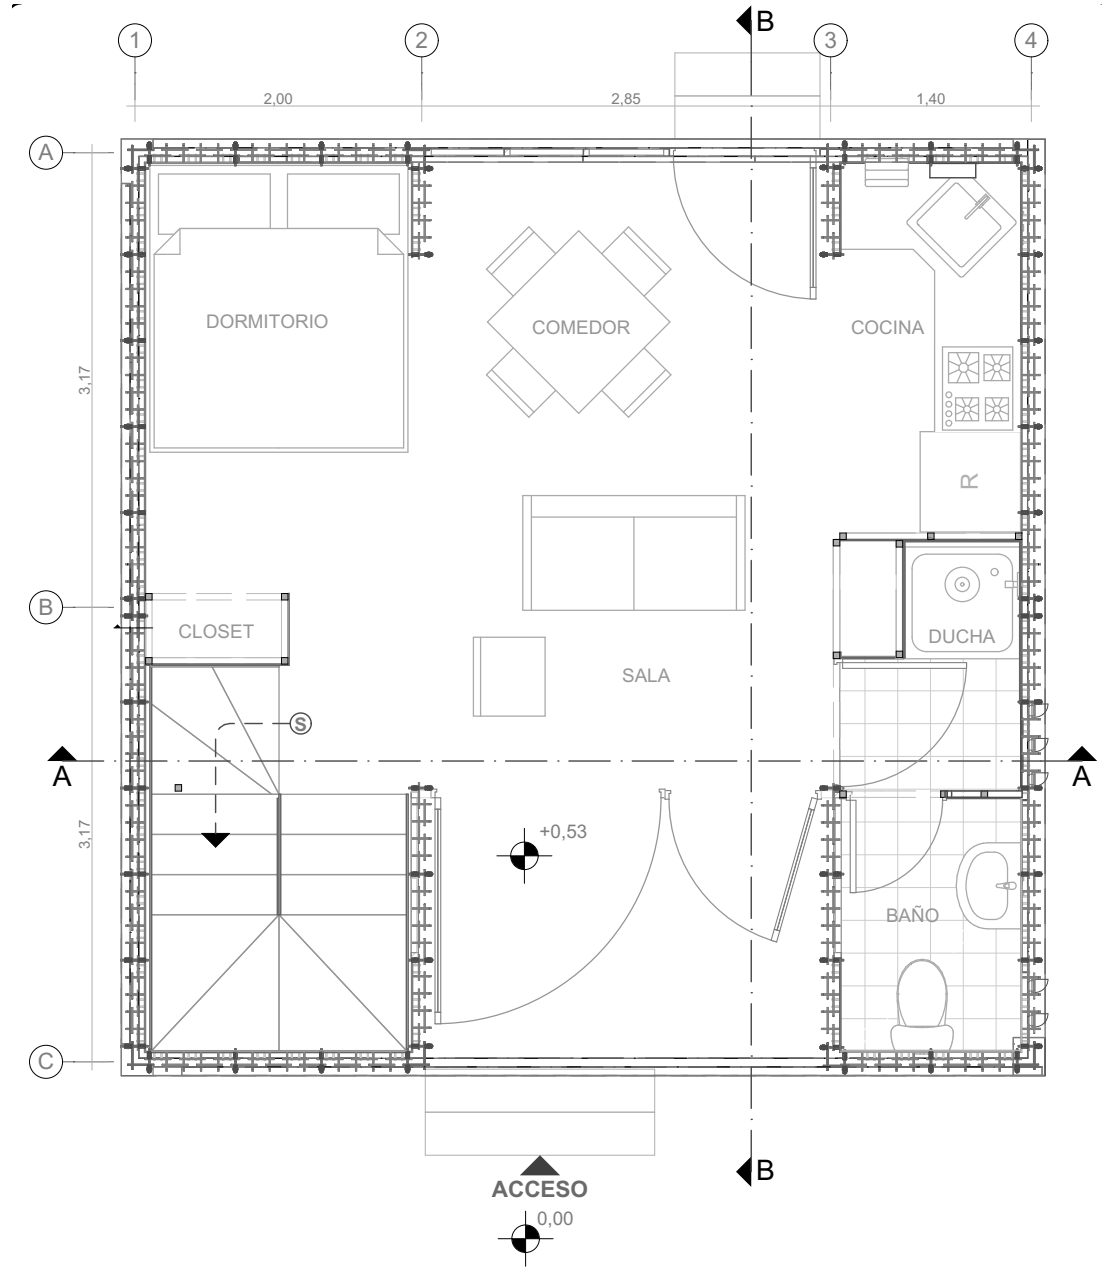 B
1 2 3 4
2,00 2,85 1,40
A
DORMITORIO COMEDOR COCINA
3,17
R
B
CLOSET DUCHA
SALA
S
A A
3,17
+0,53
BAÑO
C
B
ACCESO
0,00